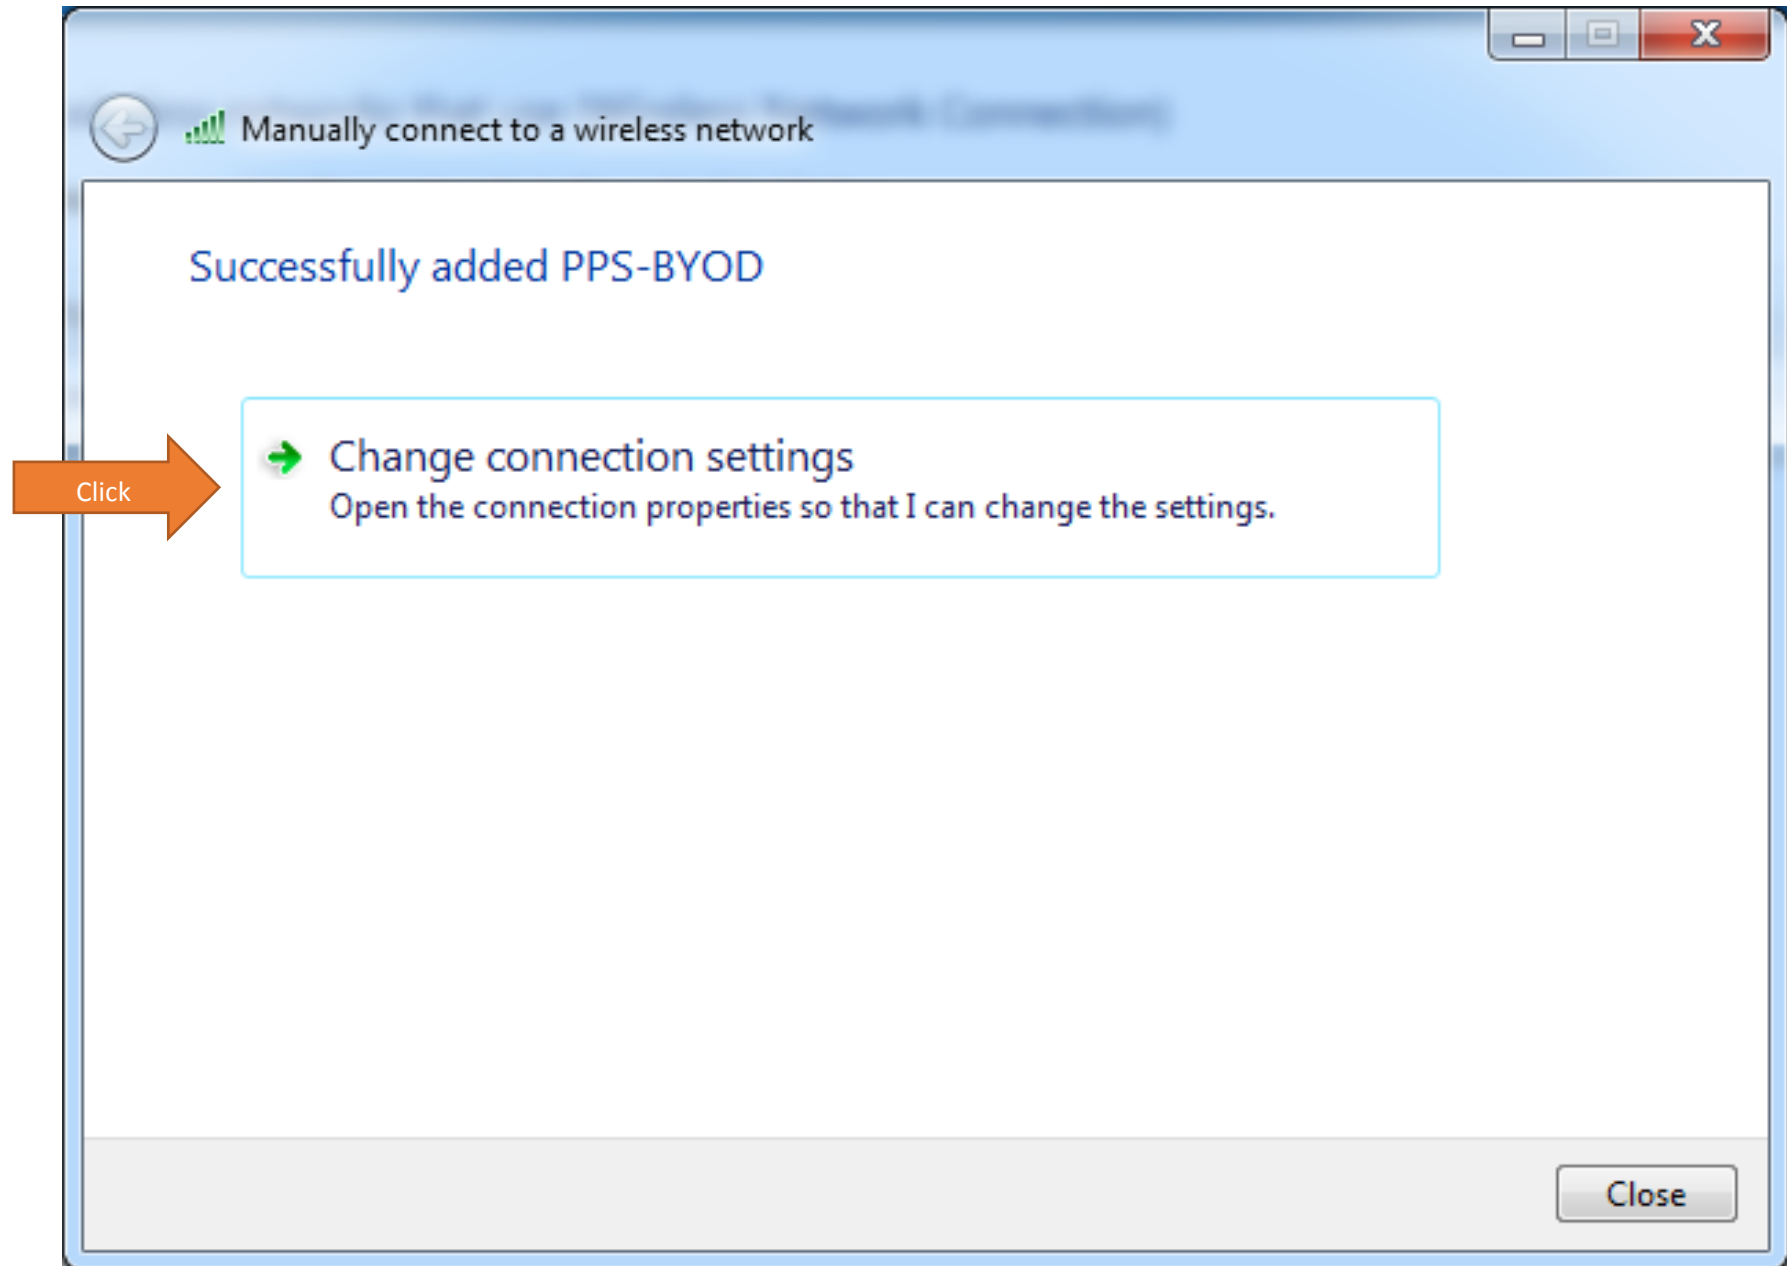 Manually connect to a wireless network
Successfully added PPS-BYOD
Click
Change connection settings
Open the connection properties so that I can change the settings.
Close